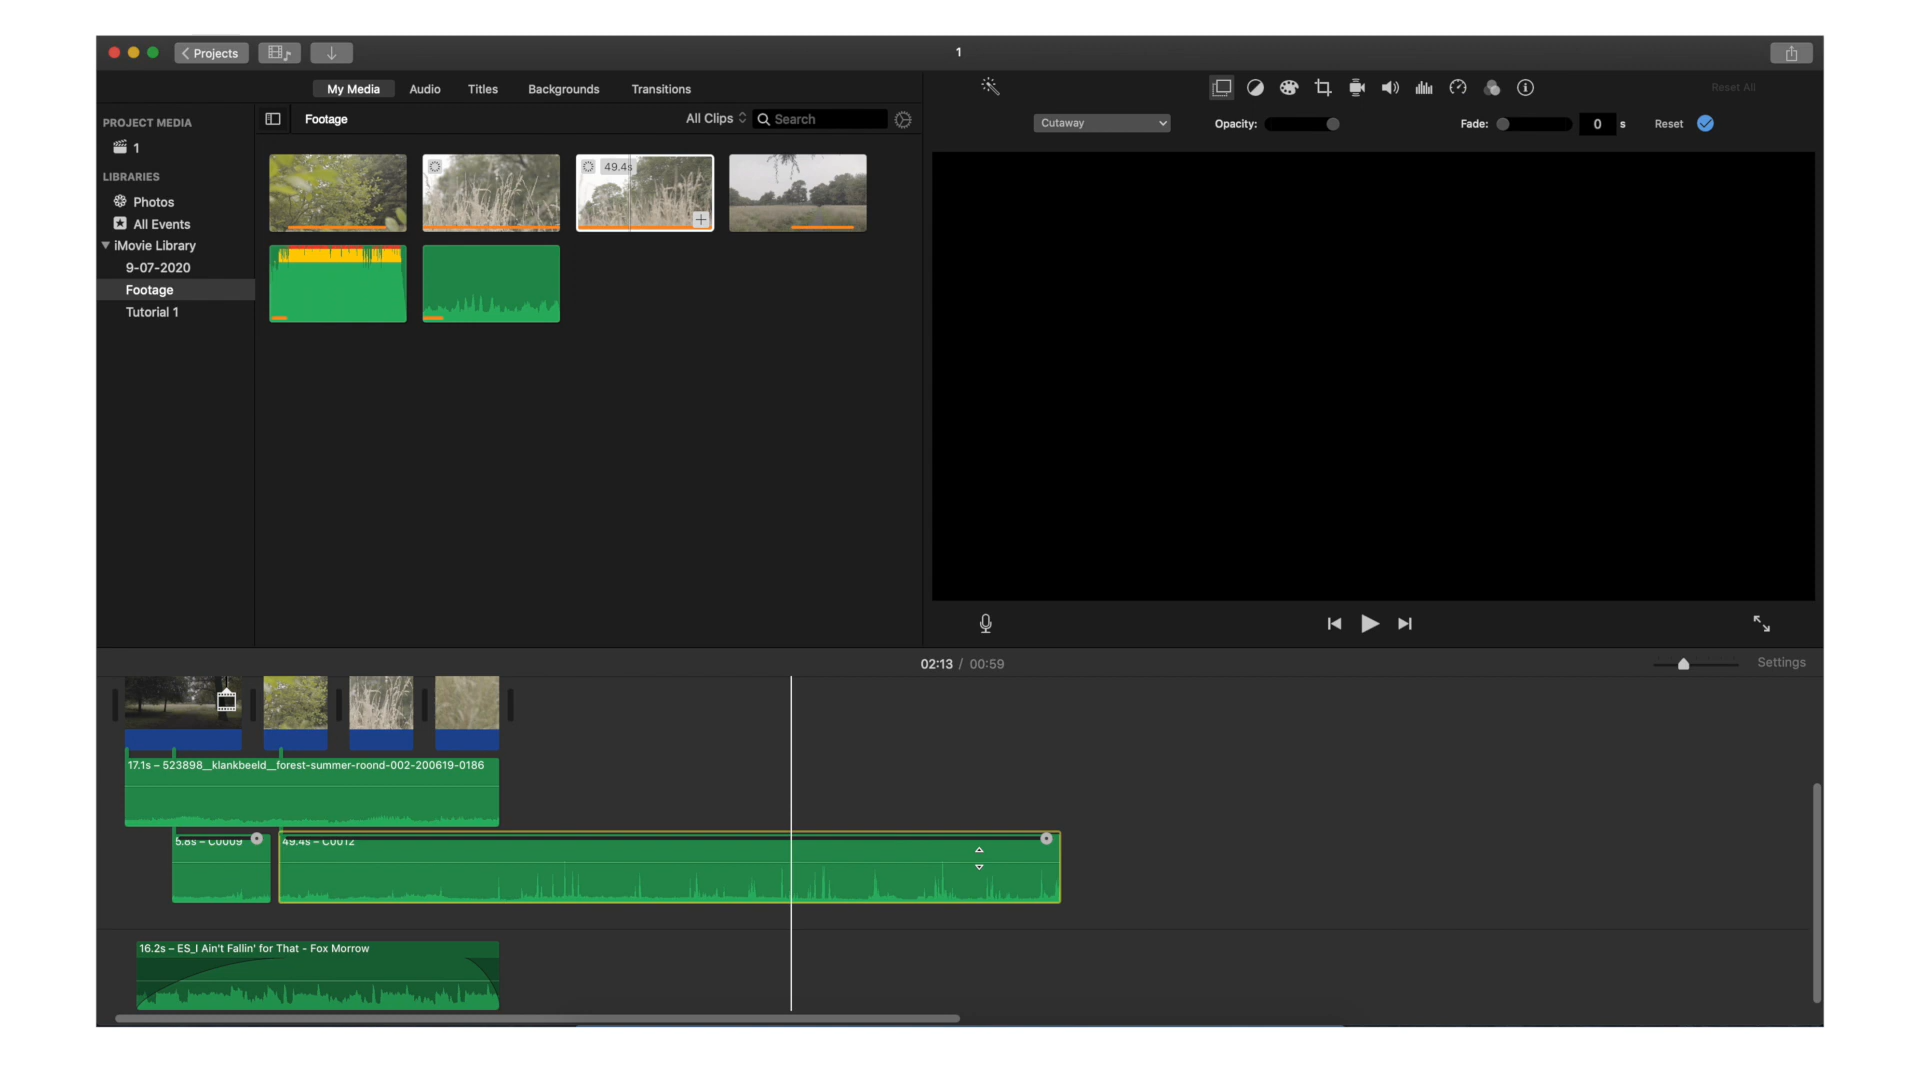 Projects
1
My Media Audio Titles Backgrounds Transitions
Reset All
PROJECT MEDIA
1
LIBRARIES
Photos
All Events
iMovie Library
9-07-2020
Footage
Tutorial 1
Footage
All Clips
Search
Cutaway
Opacity:
Fade:
0 s
Reset
49.4s
02:13 / 00:59
Settings
17.1s – 523898__klankbeeld__forest-summer-roond-002-200619-0186
5.8s – C0009
49.4s – C0012
16.2s – ES_I Ain't Fallin' for That - Fox Morrow